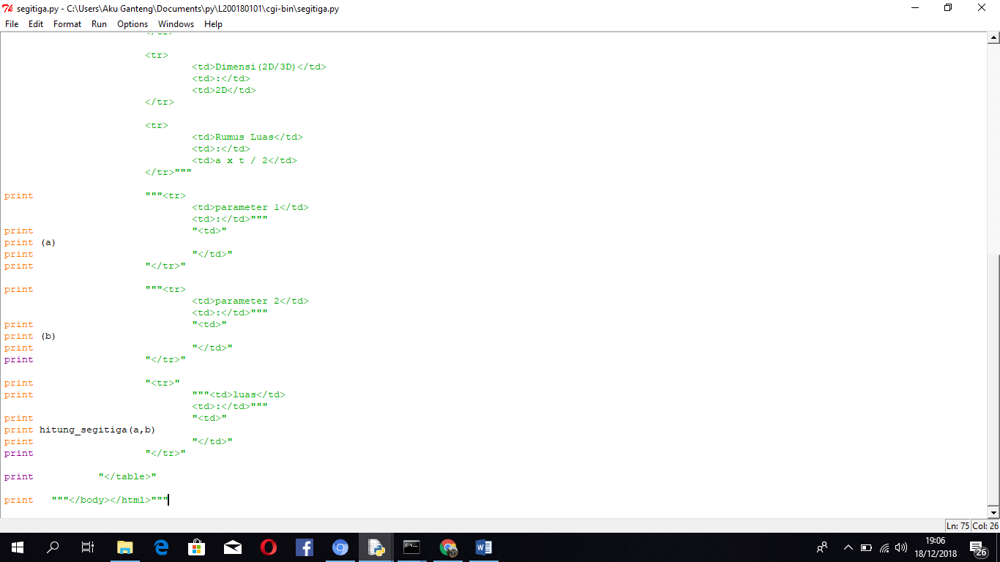 segitiga.py - C:\Users\Aku Ganteng\Documents\py\L200180101\cgi-bin\segitiga.py
File Edit Format Run Options Windows Help
<tr>
<td>Dimensi(2D/3D)</td>
<td>:</td>
<td>2D</td>
</tr>
<tr>
<td>Rumus Luas</td>
<td>:</td>
<td>a x t / 2</td>
</tr>"""
print """<tr>
<td>parameter 1</td>
<td>:</td>"""
print "<td>"
print (a)
print "</td>"
print "</tr>"
print """<tr>
<td>parameter 2</td>
<td>:</td>"""
print "<td>"
print (b)
print "</td>"
print "</tr>"
print "<tr>"
print """<td>luas</td>
<td>:</td>"""
print "<td>"
print hitung_segitiga(a,b)
print "</td>"
print "</tr>"
print "</table>"
print """</body></html>"""
Ln: 75 Col: 26
19:06
18/12/2018
26